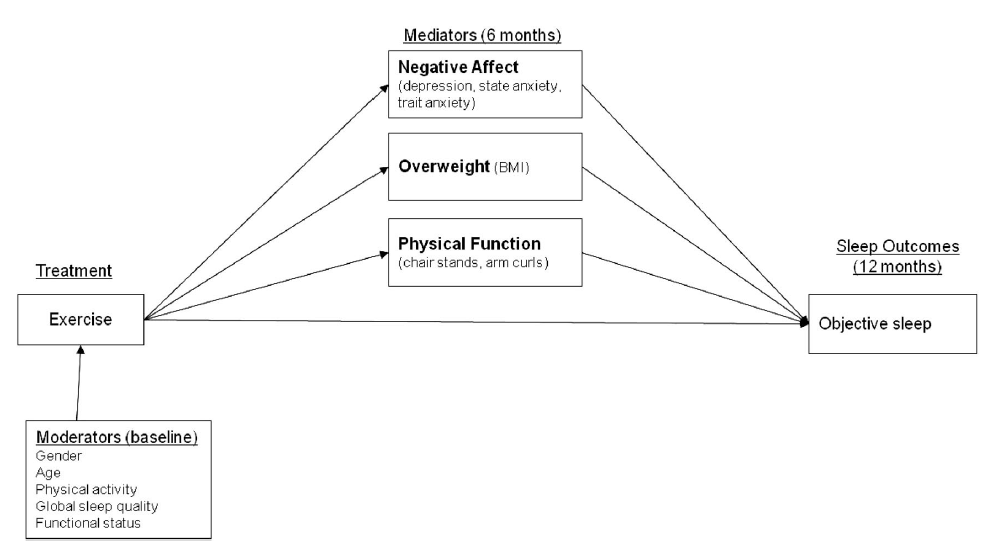 Mediators (6 months)
Negative Affect
(depression, state anxiety,
trait anxiety)
Overweight (BMI)
Physical Function
(chair stands, arm curls)
Treatment
Exercise
Sleep Outcomes
(12 months)
Objective sleep
Moderators (baseline)
Gender
Age
Physical activity
Global sleep quality
Functional status